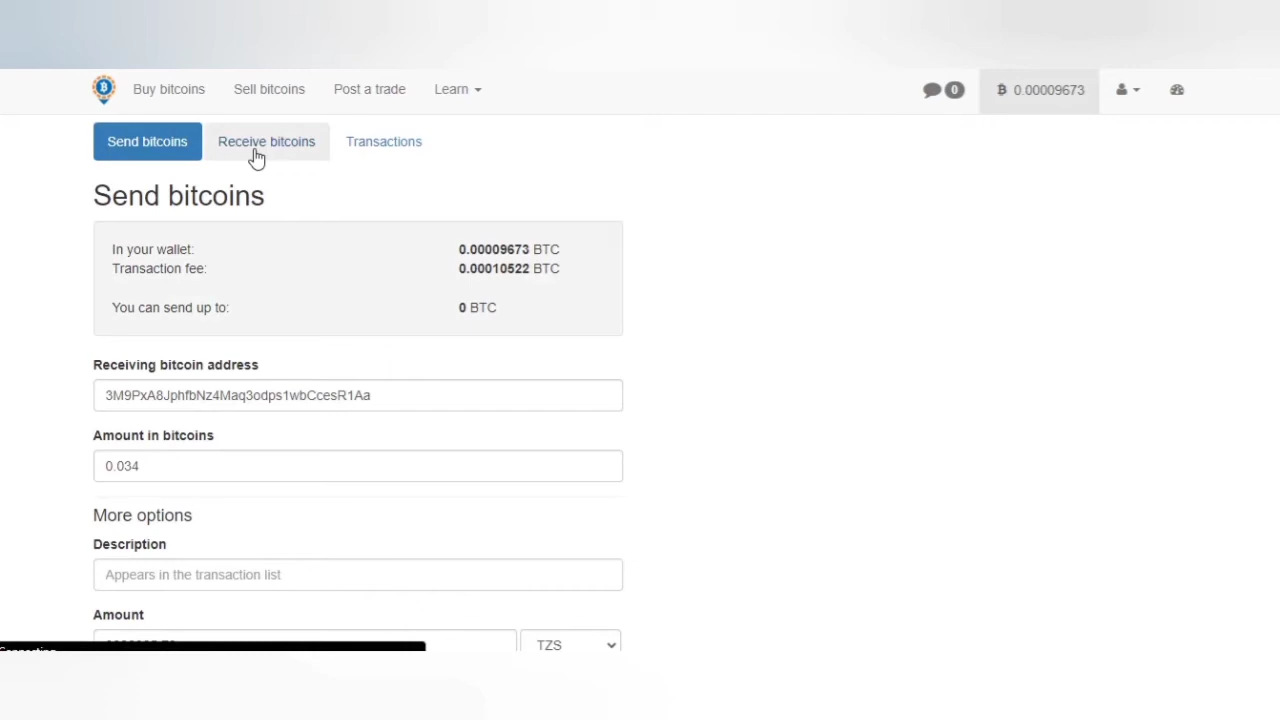 Buy bitcoins Sell bitcoins Post a trade Learn 0 0.00009673
Send bitcoins Receive bitcoins Transactions
Send bitcoins
In your wallet: 0.00009673 BTC
Transaction fee: 0.00010522 BTC
You can send up to: 0 BTC
Receiving bitcoin address
3M9PxA8JphfbNz4Maq3odps1wbCcesR1Aa
Amount in bitcoins
0.034
More options
Description
Appears in the transaction list
Amount
TZS